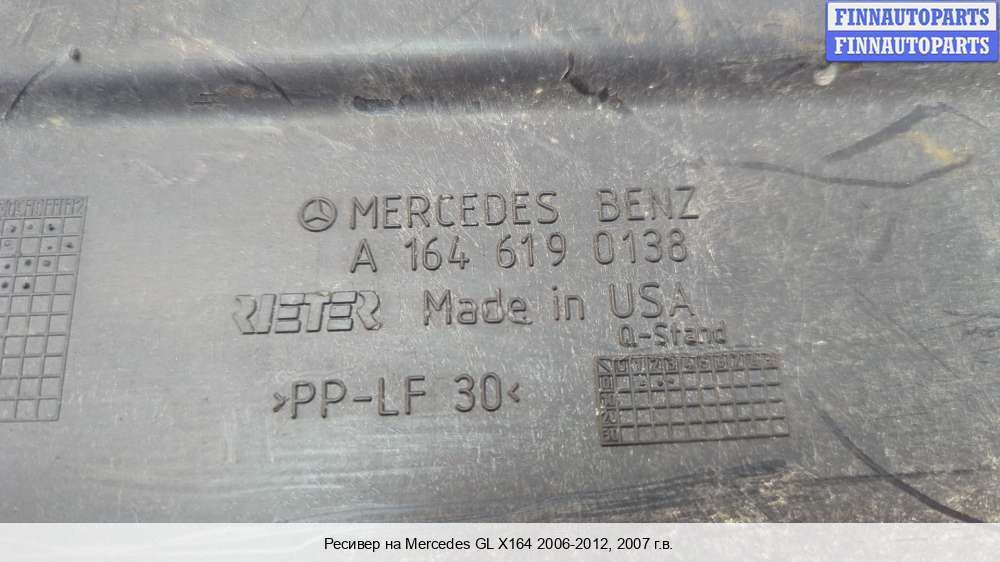 FINNAUTOPARTS
FINNAUTOPARTS
MERCEDES BENZ
A 164 619 0138
RIETER Made in USA
Q-Stand
>PP-LF 30<
Ресивер на Mercedes GL X164 2006-2012, 2007 г.в.